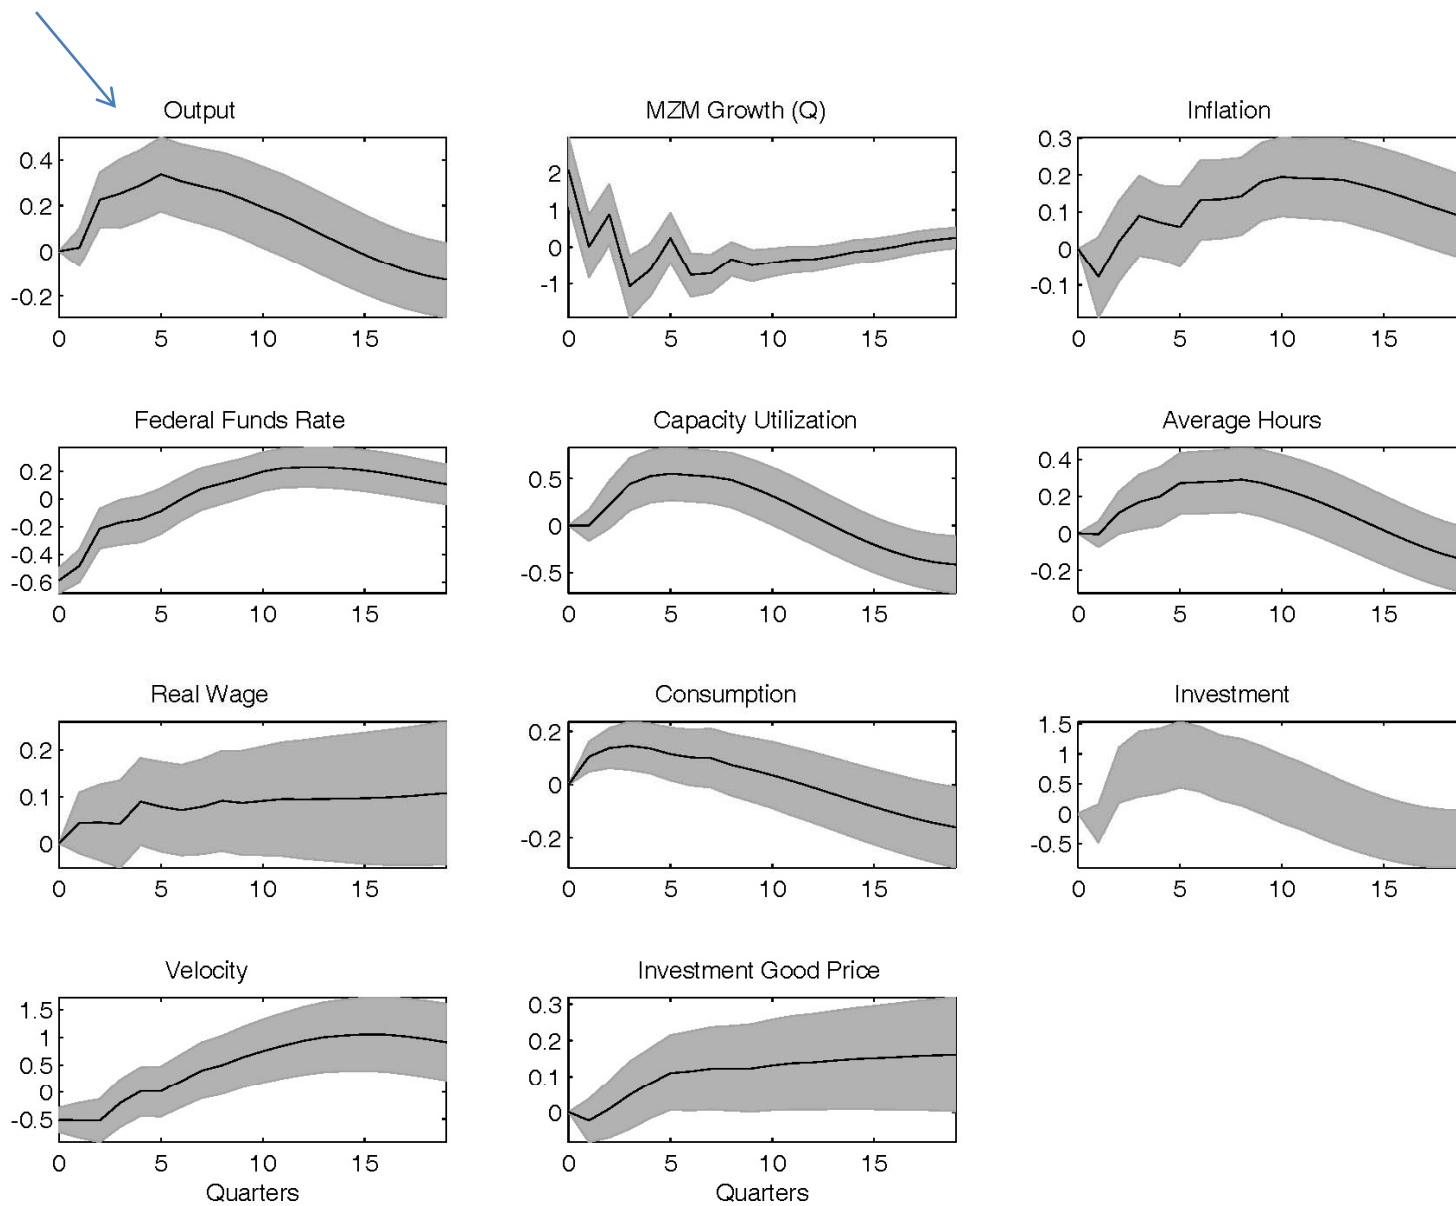 Output
0.4
0.2
0
-0.2
0 5 10 15
MZM Growth (Q)
2
1
0
-1
0 5 10 15
Inflation
0.3
0.2
0.1
0
-0.1
0 5 10 15
Federal Funds Rate
0.2
0
-0.2
-0.4
-0.6
0 5 10 15
Capacity Utilization
0.5
0
-0.5
0 5 10 15
Average Hours
0.4
0.2
0
-0.2
0 5 10 15
Real Wage
0.2
0.1
0
0 5 10 15
Consumption
0.2
0
-0.2
0 5 10 15
Investment
1.5
1
0.5
0
-0.5
0 5 10 15
Velocity
1.5
1
0.5
0
-0.5
0 5 10 15
Quarters
Investment Good Price
0.3
0.2
0.1
0
0 5 10 15
Quarters